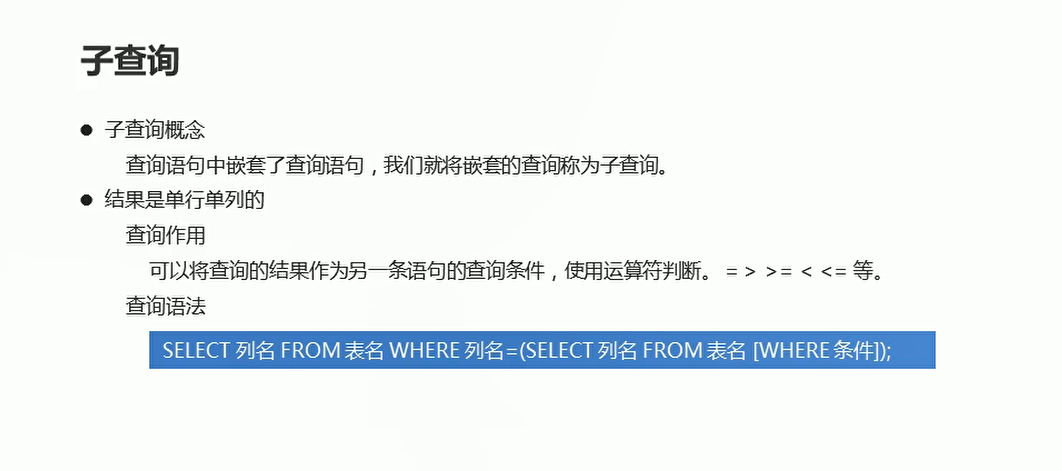 子查询
● 子查询概念
查询语句中嵌套了查询语句，我们就将嵌套的查询称为子查询。
● 结果是单行单列的
查询作用
可以将查询的结果作为另一条语句的查询条件，使用运算符判断。 = > >= < <= 等。
查询语法
SELECT 列名 FROM 表名 WHERE 列名=(SELECT 列名 FROM 表名 [WHERE 条件]);